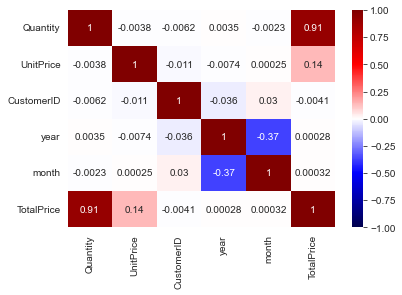 Quantity 1 -0.0038 -0.0062 0.0035 -0.0023 0.91
UnitPrice -0.0038 1 -0.011 -0.0074 0.00025 0.14
CustomerID -0.0062 -0.011 1 -0.036 0.03 -0.0041
year 0.0035 -0.0074 -0.036 1 -0.37 0.00028
month -0.0023 0.00025 0.03 -0.37 1 0.00032
TotalPrice 0.91 0.14 -0.0041 0.00028 0.00032 1
Quantity
UnitPrice
CustomerID
year
month
TotalPrice
1.00
0.75
0.50
0.25
0.00
-0.25
-0.50
-0.75
-1.00